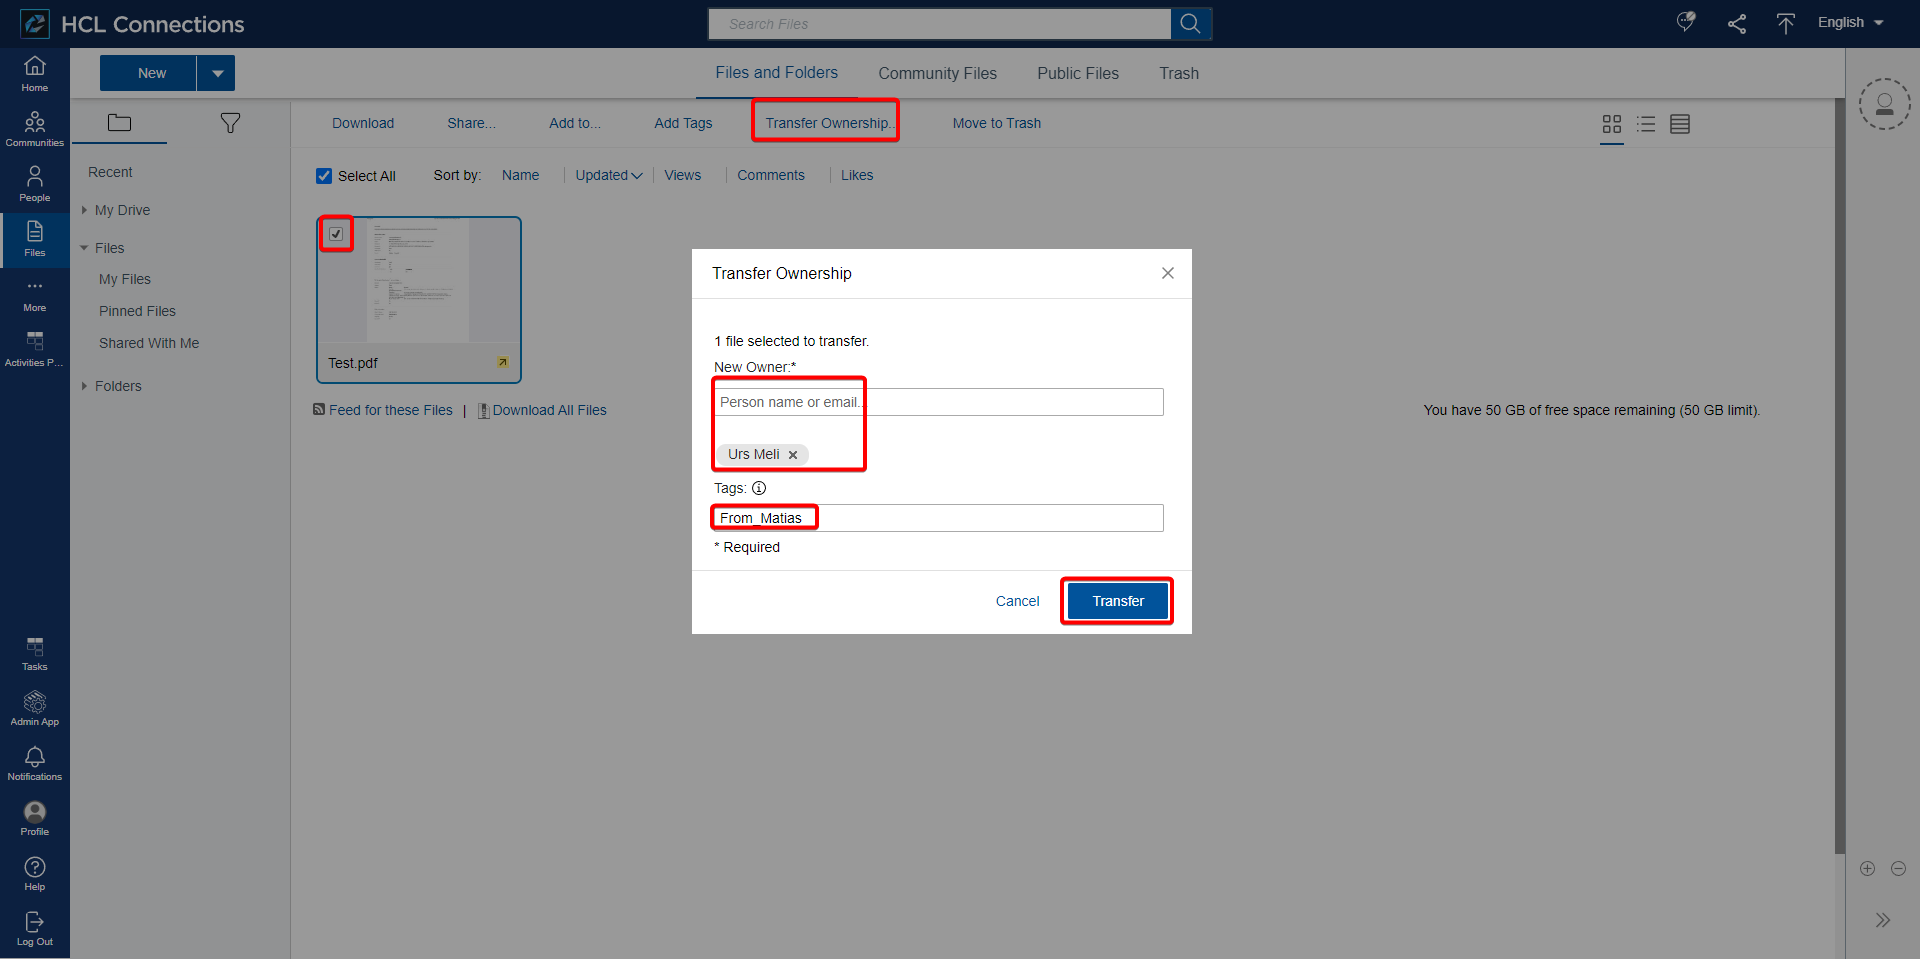 HCL Connections
Search Files
English
Home
Communities
People
Files
More
Activities P...
Tasks
Admin App
Notifications
Profile
Help
Log Out
New
Files and Folders
Community Files
Public Files
Trash
Download
Share...
Add to...
Add Tags
Transfer Ownership...
Move to Trash
Recent
My Drive
Files
My Files
Pinned Files
Shared With Me
Folders
Select All
Sort by:
Name
Updated
Views
Comments
Likes
Test.pdf
Feed for these Files | Download All Files
You have 50 GB of free space remaining (50 GB limit).
Transfer Ownership
1 file selected to transfer.
New Owner:*
Person name or email...
Urs Meli
Tags:
From_Matias
* Required
Cancel
Transfer